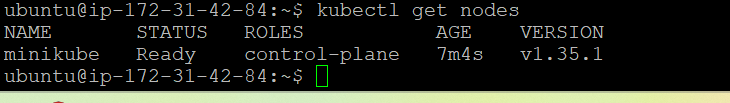 ubuntu@ip-172-31-42-84:~$ kubectl get nodes
NAME STATUS ROLES AGE VERSION
minikube Ready control-plane 7m4s v1.35.1
ubuntu@ip-172-31-42-84:~$